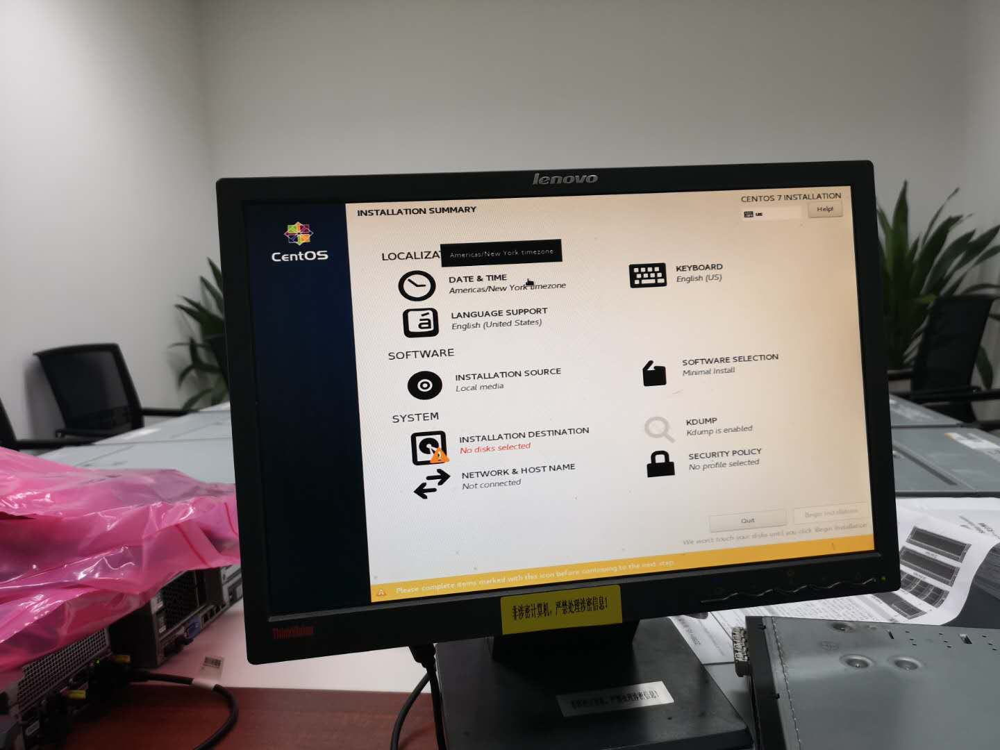 lenovo
INSTALLATION SUMMARY
CENTOS 7 INSTALLATION
us
Help!
CentOS
LOCALIZAT
Americas/New York timezone
DATE & TIME
Americas/New York timezone
KEYBOARD
English (US)
LANGUAGE SUPPORT
English (United States)
SOFTWARE
INSTALLATION SOURCE
Local media
SOFTWARE SELECTION
Minimal Install
SYSTEM
INSTALLATION DESTINATION
No disks selected
KDUMP
Kdump is enabled
NETWORK & HOST NAME
Not connected
SECURITY POLICY
No profile selected
Quit
Begin Installation
We won't touch your disks until you click 'Begin Installation'
Please complete items marked with this icon before continuing to the next step.
非涉密计算机，严禁处理涉密信息！
ThinkVision